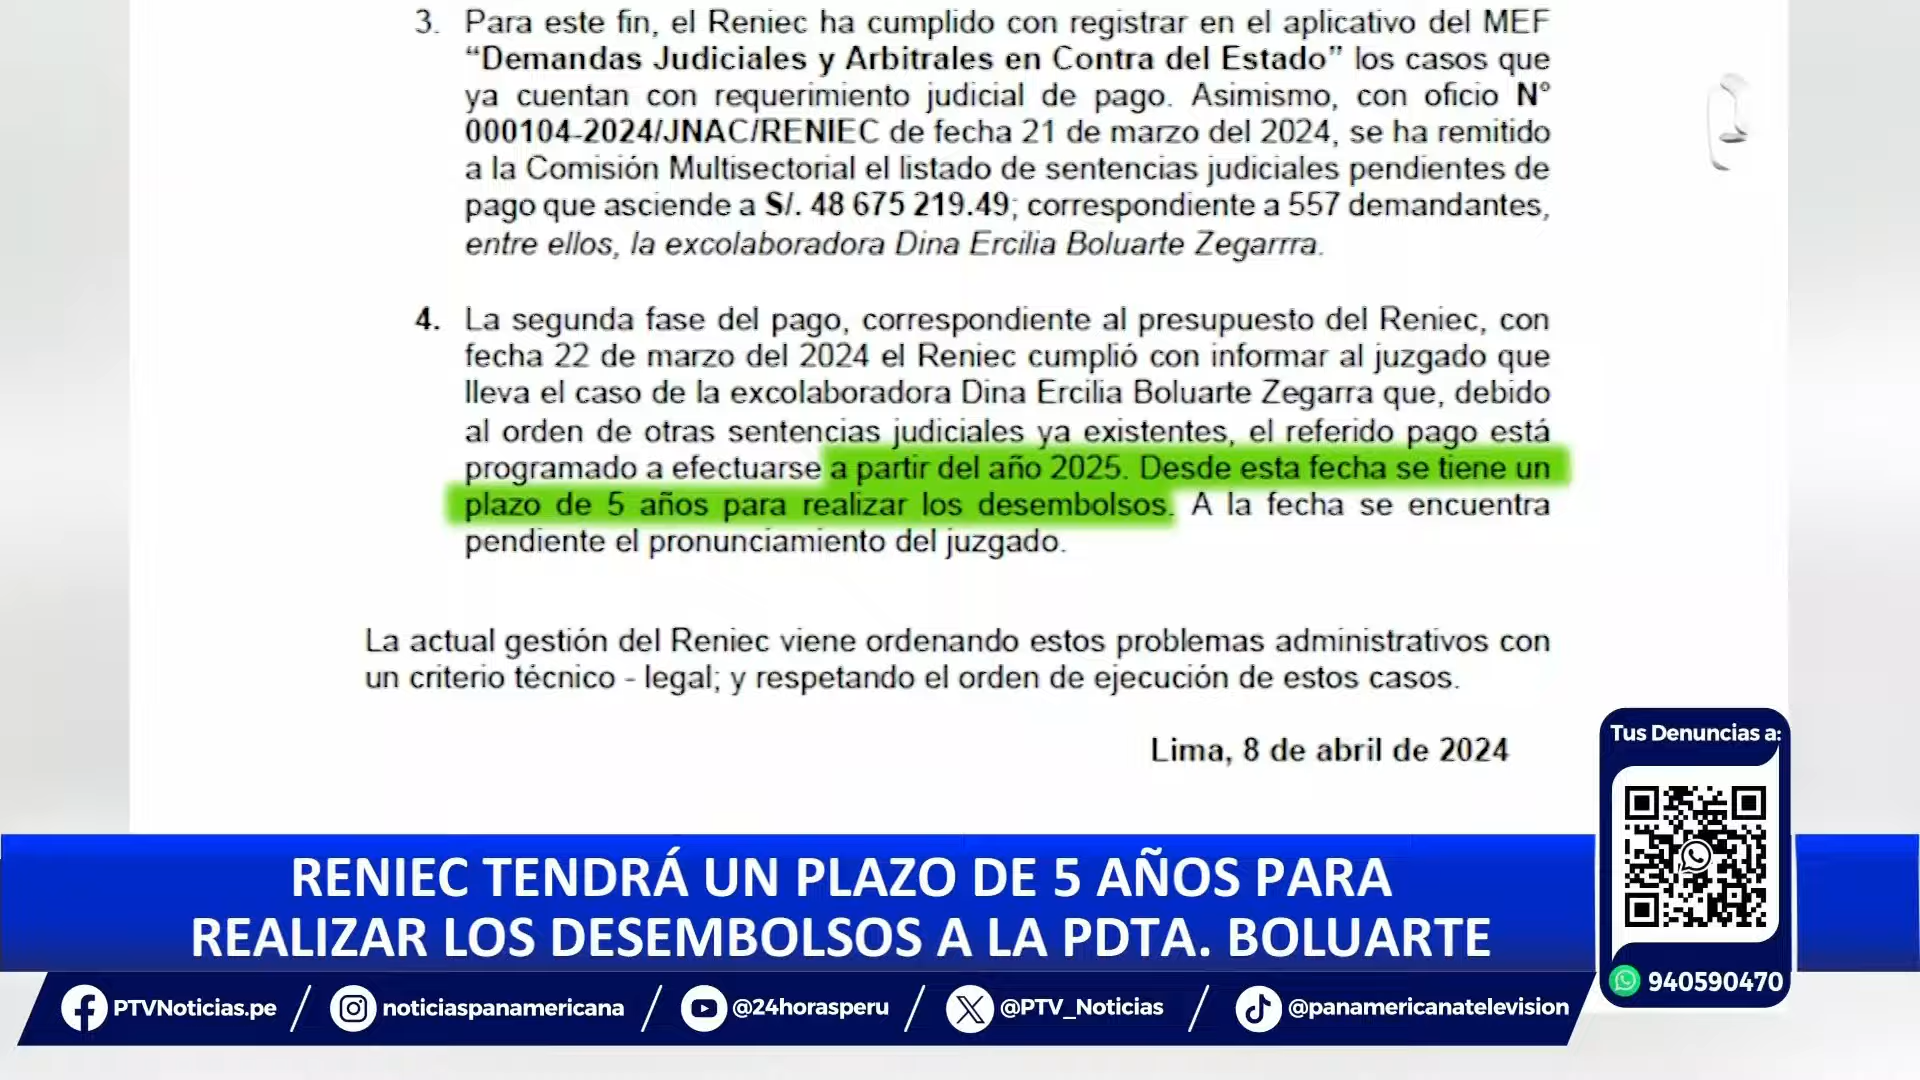 3. Para este fin, el Reniec ha cumplido con registrar en el aplicativo del MEF
“Demandas Judiciales y Arbitrales en Contra del Estado” los casos que
ya cuentan con requerimiento judicial de pago. Asimismo, con oficio N°
000104-2024/JNAC/RENIEC de fecha 21 de marzo del 2024, se ha remitido
a la Comisión Multisectorial el listado de sentencias judiciales pendientes de
pago que asciende a S/. 48 675 219.49; correspondiente a 557 demandantes,
entre ellos, la excolaboradora Dina Ercilia Boluarte Zegarrra.
4. La segunda fase del pago, correspondiente al presupuesto del Reniec, con
fecha 22 de marzo del 2024 el Reniec cumplió con informar al juzgado que
lleva el caso de la excolaboradora Dina Ercilia Boluarte Zegarra que, debido
al orden de otras sentencias judiciales ya existentes, el referido pago está
programado a efectuarse a partir del año 2025. Desde esta fecha se tiene un
plazo de 5 años para realizar los desembolsos. A la fecha se encuentra
pendiente el pronunciamiento del juzgado.
La actual gestión del Reniec viene ordenando estos problemas administrativos con
un criterio técnico - legal; y respetando el orden de ejecución de estos casos.
Lima, 8 de abril de 2024
Tus Denuncias a:
940590470
RENIEC TENDRÁ UN PLAZO DE 5 AÑOS PARA
REALIZAR LOS DESEMBOLSOS A LA PDTA. BOLUARTE
PTVNoticias.pe / noticiaspanamericana / @24horasperu / @PTV_Noticias / @panamericanatelevision